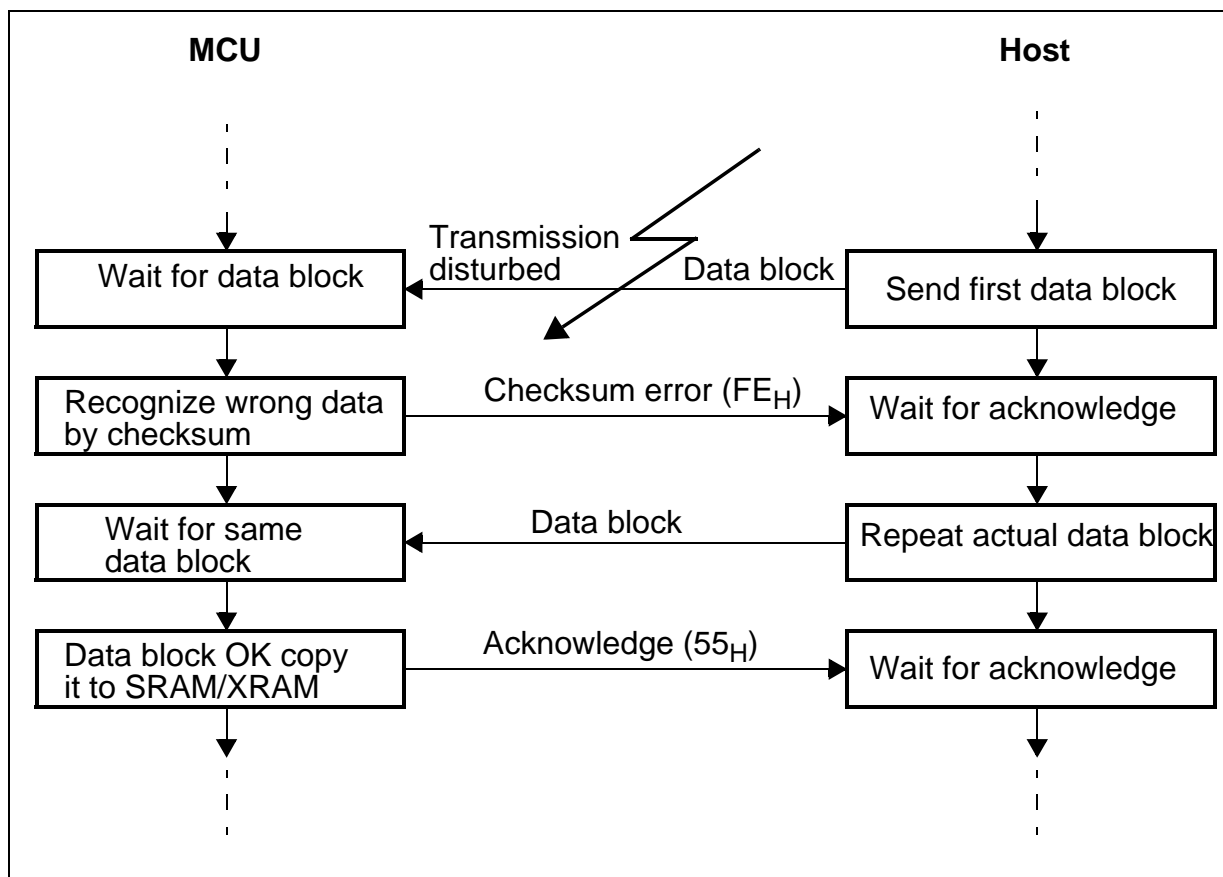 MCU
Host
Transmission
disturbed
Data block
Wait for data block
Send first data block
Recognize wrong data
by checksum
Checksum error (FEH)
Wait for acknowledge
Wait for same
data block
Data block
Repeat actual data block
Data block OK copy
it to SRAM/XRAM
Acknowledge (55H)
Wait for acknowledge